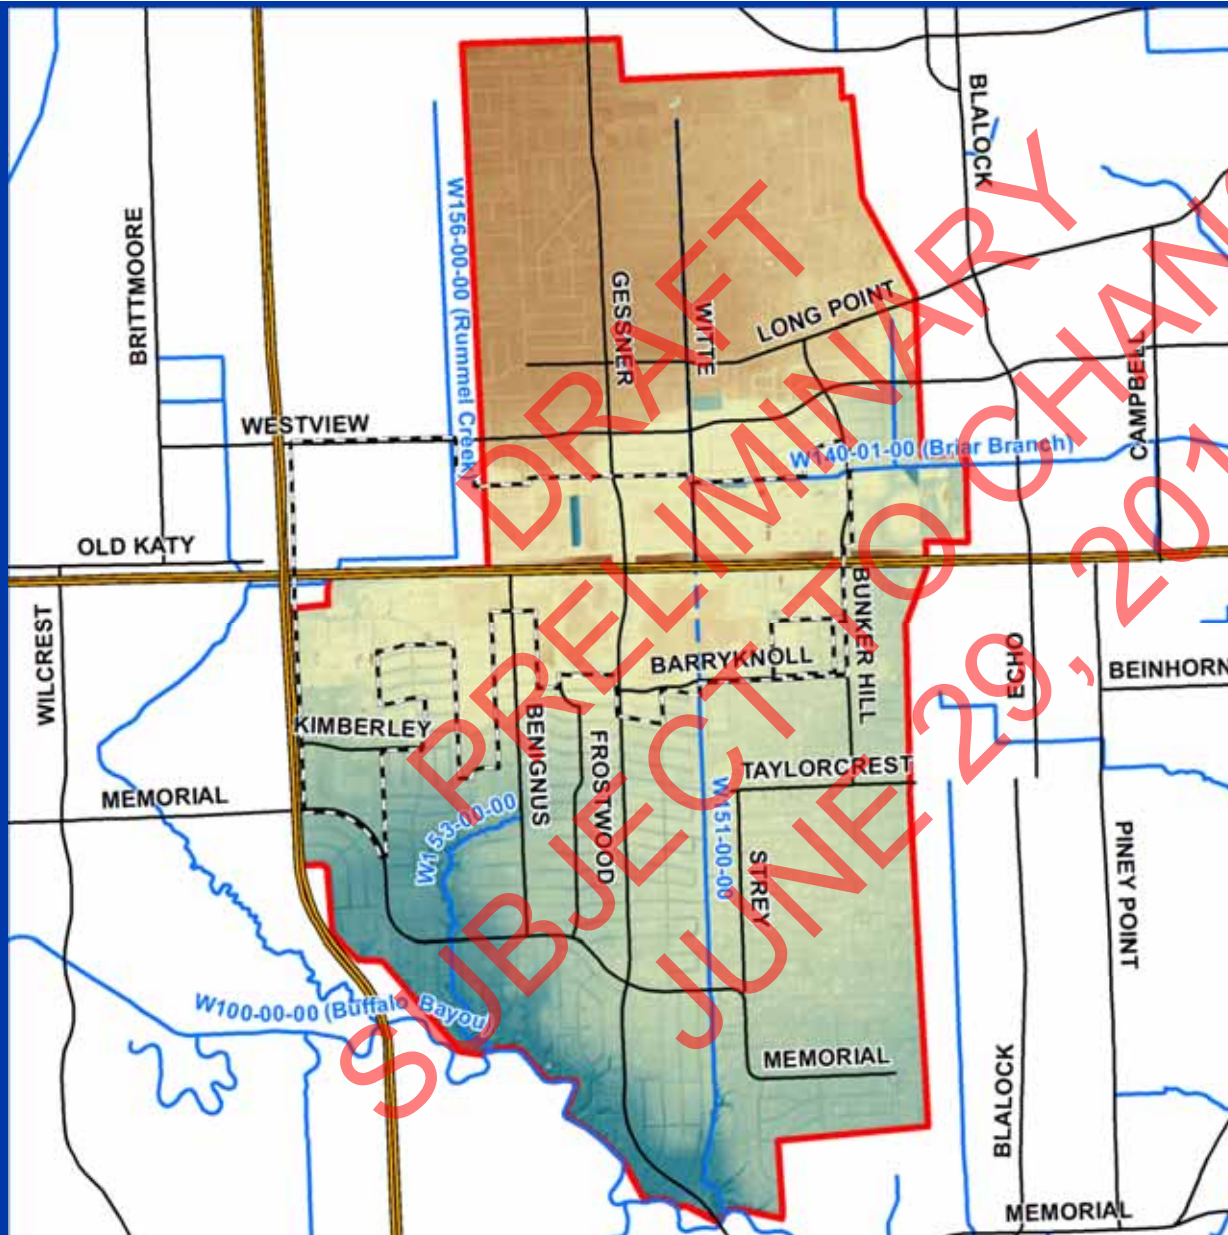 BLALOCK
W156-00-00 (Rummel Creek)
BRITTMOORE
GESSNER
WITTE
LONG POINT
CAMPBELL
WESTVIEW
W140-01-00 (Briar Branch)
OLD KATY
WILCREST
BUNKER HILL
ECHO
BARRYKNOLL
BEINHORN
KIMBERLEY
BENIGNUS
FROSTWOOD
TAYLORCREST
MEMORIAL
W153-00-00
W151-00-00
STREY
PINEY POINT
W100-00-00 (Buffalo Bayou)
MEMORIAL
BLALOCK
MEMORIAL
DRAFT
PRELIMINARY
SUBJECT TO CHAN
JUNE 29, 201